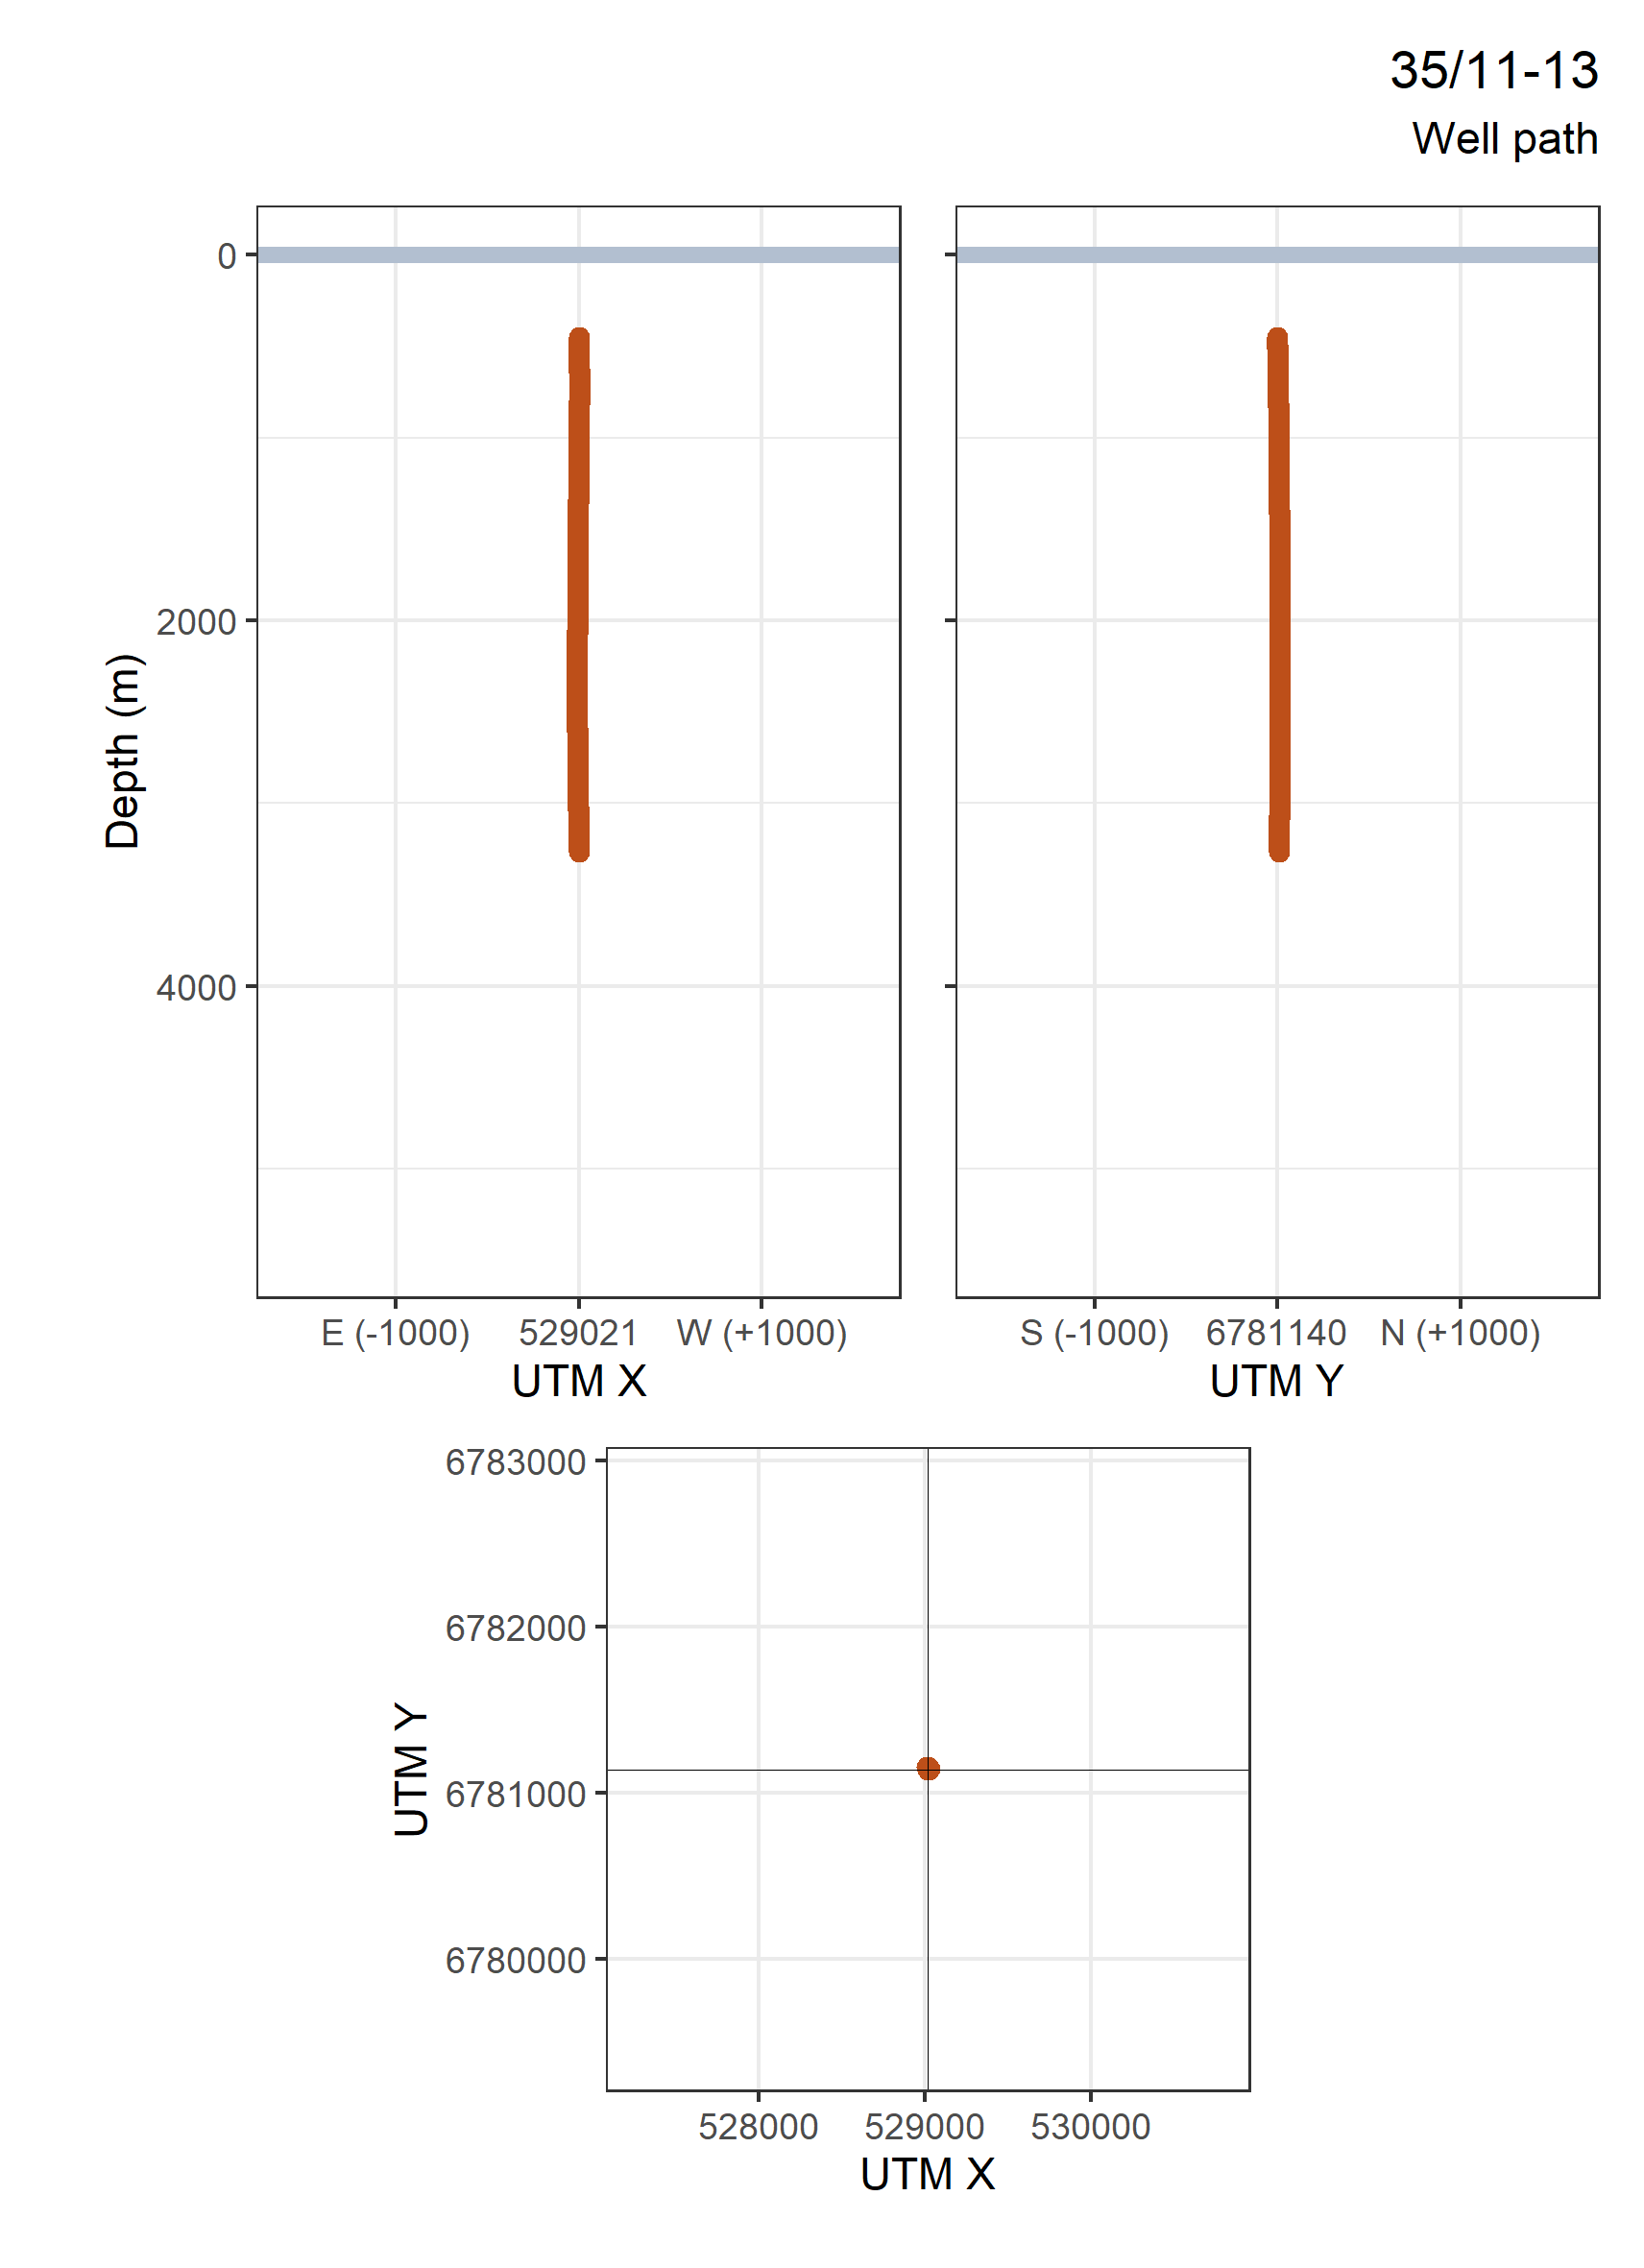 35/11-13
Well path
0
2000
4000
Depth (m)
E (-1000) 529021 W (+1000)
UTM X
S (-1000) 6781140 N (+1000)
UTM Y
6783000
6782000
6781000
6780000
UTM Y
528000 529000 530000
UTM X